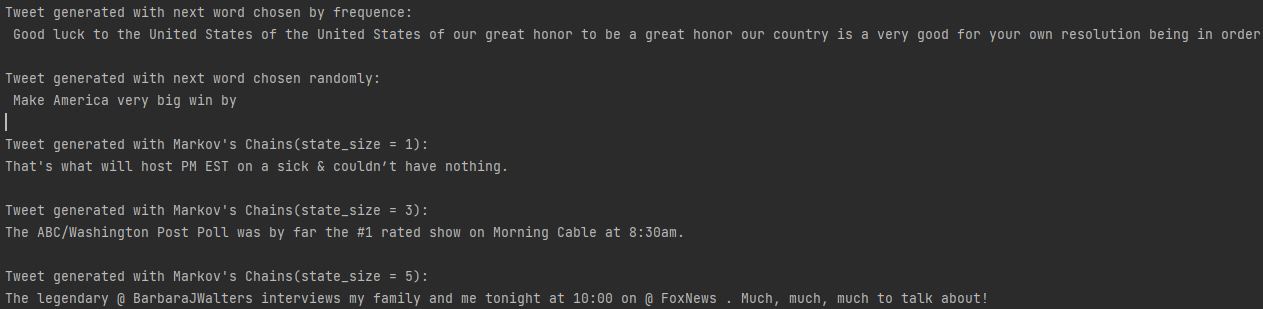 Tweet generated with next word chosen by frequence:
Good luck to the United States of the United States of our great honor to be a great honor our country is a very good for your own resolution being in order
Tweet generated with next word chosen randomly:
Make America very big win by
Tweet generated with Markov's Chains(state_size = 1):
That's what will host PM EST on a sick & couldn’t have nothing.
Tweet generated with Markov's Chains(state_size = 3):
The ABC/Washington Post Poll was by far the #1 rated show on Morning Cable at 8:30am.
Tweet generated with Markov's Chains(state_size = 5):
The legendary @ BarbaraJWalters interviews my family and me tonight at 10:00 on @ FoxNews . Much, much, much to talk about!